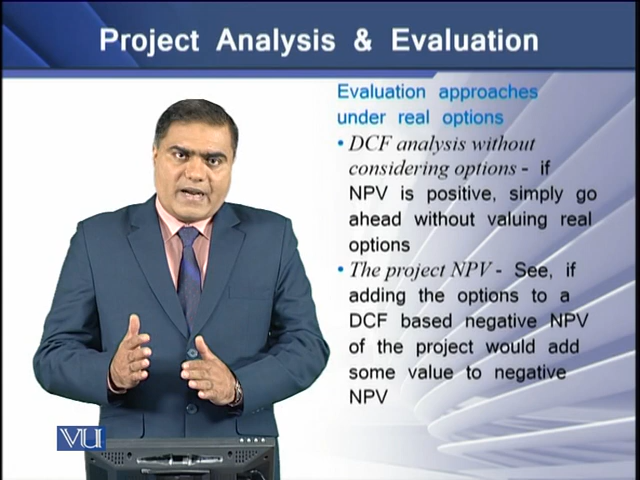 Project Analysis & Evaluation
Evaluation approaches
under real options
• DCF analysis without
considering options - if
NPV is positive, simply go
ahead without valuing real
options
• The project NPV - See, if
adding the options to a
DCF based negative NPV
of the project would add
some value to negative
NPV
VU